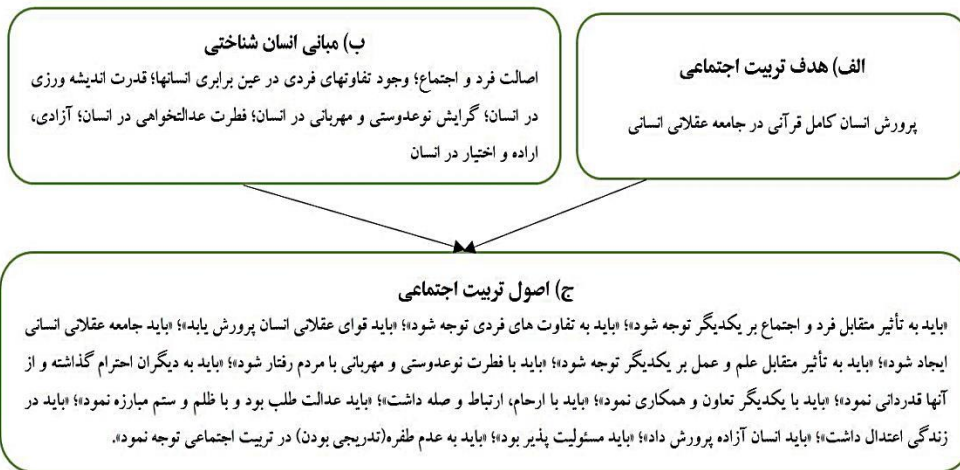 الف) هدف تربیت اجتماعی
پرورش انسان کامل قرآنی در جامعه عقلانی انسانی
ب) مبانی انسان شناختی
اصالت فرد و اجتماع؛ وجود تفاوتهای فردی در عین برابری انسانها؛ قدرت اندیشه ورزی
در انسان؛ گرایش نوعدوستی و مهربانی در انسان؛ فطرت عدالتخواهی در انسان؛ آزادی،
اراده و اختیار در انسان
ج) اصول تربیت اجتماعی
«باید به تأثیر متقابل فرد و اجتماع بر یکدیگر توجه شود»؛ «باید به تفاوت های فردی توجه شود»؛ «باید قوای عقلانی انسان پرورش یابد»؛ «باید جامعه عقلانی انسانی
ایجاد شود»؛ «باید به تأثیر متقابل علم و عمل بر یکدیگر توجه شود»؛ «باید با فطرت نوعدوستی و مهربانی با مردم رفتار شود»؛ «باید به دیگران احترام گذاشته و از
آنها قدردانی نمود»؛ «باید با یکدیگر تعاون و همکاری نمود»؛ «باید با ارحام، ارتباط و صله داشت»؛ «باید عدالت طلب بود و با ظلم و ستم مبارزه نمود»؛ «باید در
زندگی اعتدال داشت»؛ «باید انسان آزاده پرورش داد»؛ «باید مسئولیت پذیر بود»؛ «باید به عدم طفره(تدریجی بودن) در تربیت اجتماعی توجه نمود».